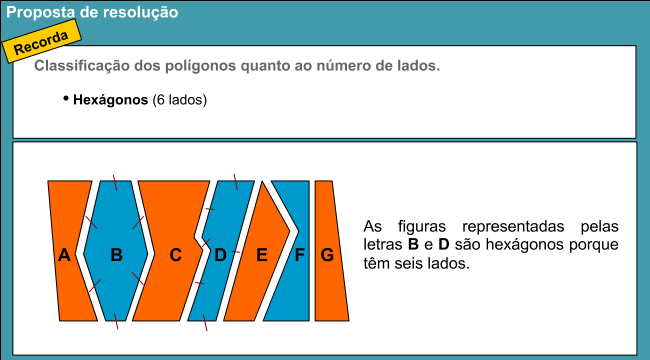 Proposta de resolução
Recorda
Classificação dos polígonos quanto ao número de lados.
• Hexágonos (6 lados)
A B C D E F G
As figuras representadas pelas
letras B e D são hexágonos porque
têm seis lados.